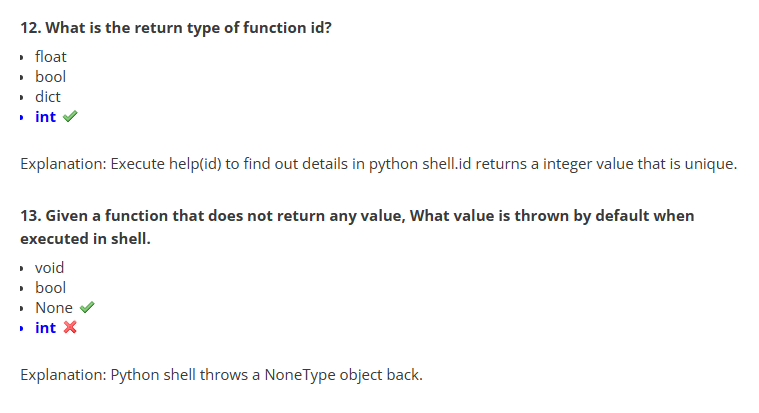 12. What is the return type of function id?
float
bool
dict
int
Explanation: Execute help(id) to find out details in python shell.id returns a integer value that is unique.
13. Given a function that does not return any value, What value is thrown by default when
executed in shell.
void
bool
None
int
Explanation: Python shell throws a NoneType object back.